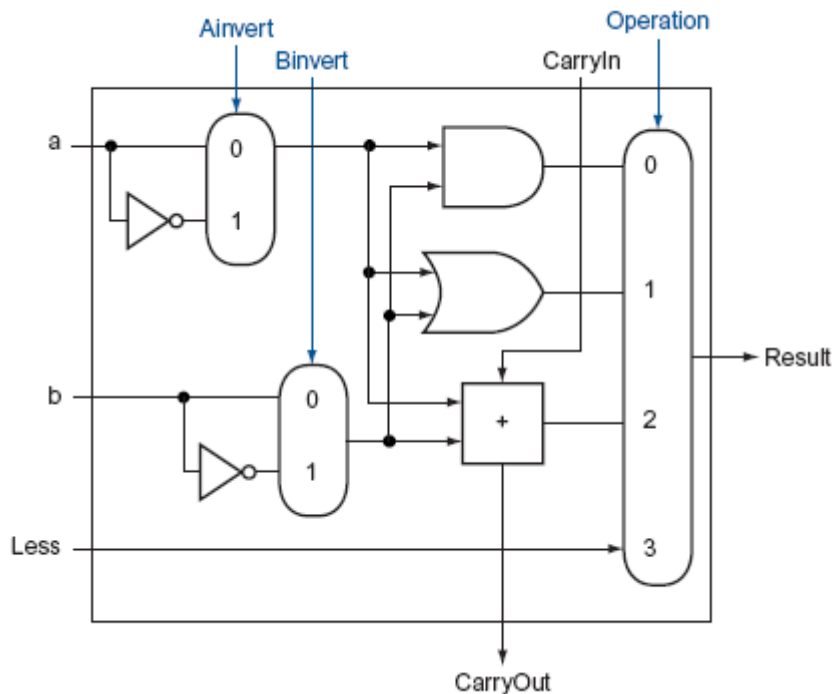 Ainvert
Operation
Binvert
CarryIn
a
0
0
1
1
b
0
Result
+
2
1
Less
3
CarryOut